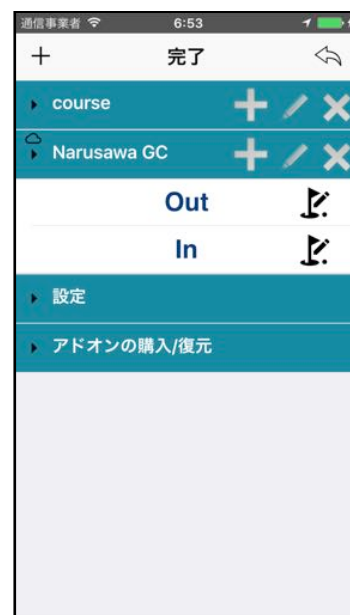 通信事業者 6:53
完了
course
Narusawa GC
Out
In
設定
アドオンの購入/復元